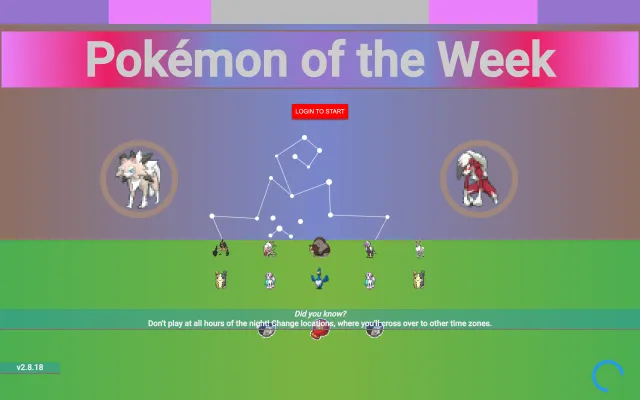 Pokémon of the Week
LOGIN TO START
Did you know?
Don't play at all hours of the night! Change locations, where you'll cross over to other time zones.
v2.8.18